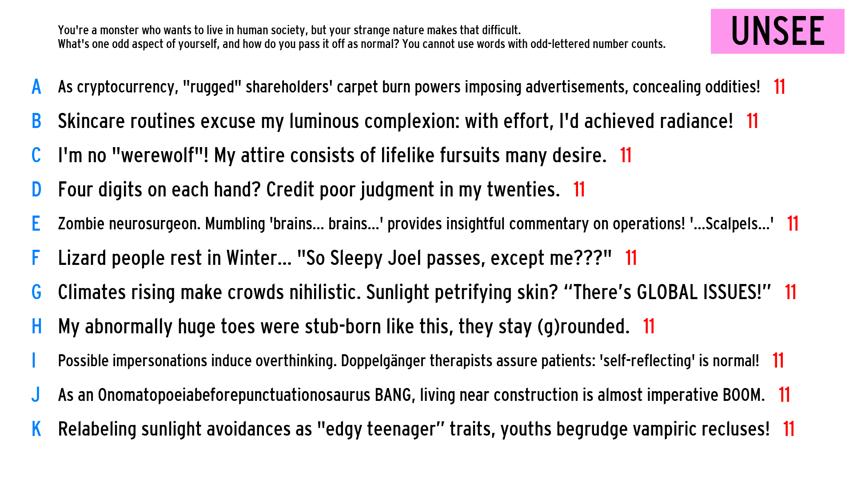 You're a monster who wants to live in human society, but your strange nature makes that difficult.
What's one odd aspect of yourself, and how do you pass it off as normal? You cannot use words with odd-lettered number counts.
UNSEE
A As cryptocurrency, "rugged" shareholders' carpet burn powers imposing advertisements, concealing oddities! 11
B Skincare routines excuse my luminous complexion: with effort, I'd achieved radiance! 11
C I'm no "werewolf"! My attire consists of lifelike fursuits many desire. 11
D Four digits on each hand? Credit poor judgment in my twenties. 11
E Zombie neurosurgeon. Mumbling 'brains... brains...' provides insightful commentary on operations! '...Scalpels...' 11
F Lizard people rest in Winter... "So Sleepy Joel passes, except me???" 11
G Climates rising make crowds nihilistic. Sunlight petrifying skin? “There’s GLOBAL ISSUES!” 11
H My abnormally huge toes were stub-born like this, they stay (g)rounded. 11
I Possible impersonations induce overthinking. Doppelgänger therapists assure patients: 'self-reflecting' is normal! 11
J As an Onomatopoeiabeforepunctuationosaurus BANG, living near construction is almost imperative BOOM. 11
K Relabeling sunlight avoidances as "edgy teenager” traits, youths begrudge vampiric recluses! 11